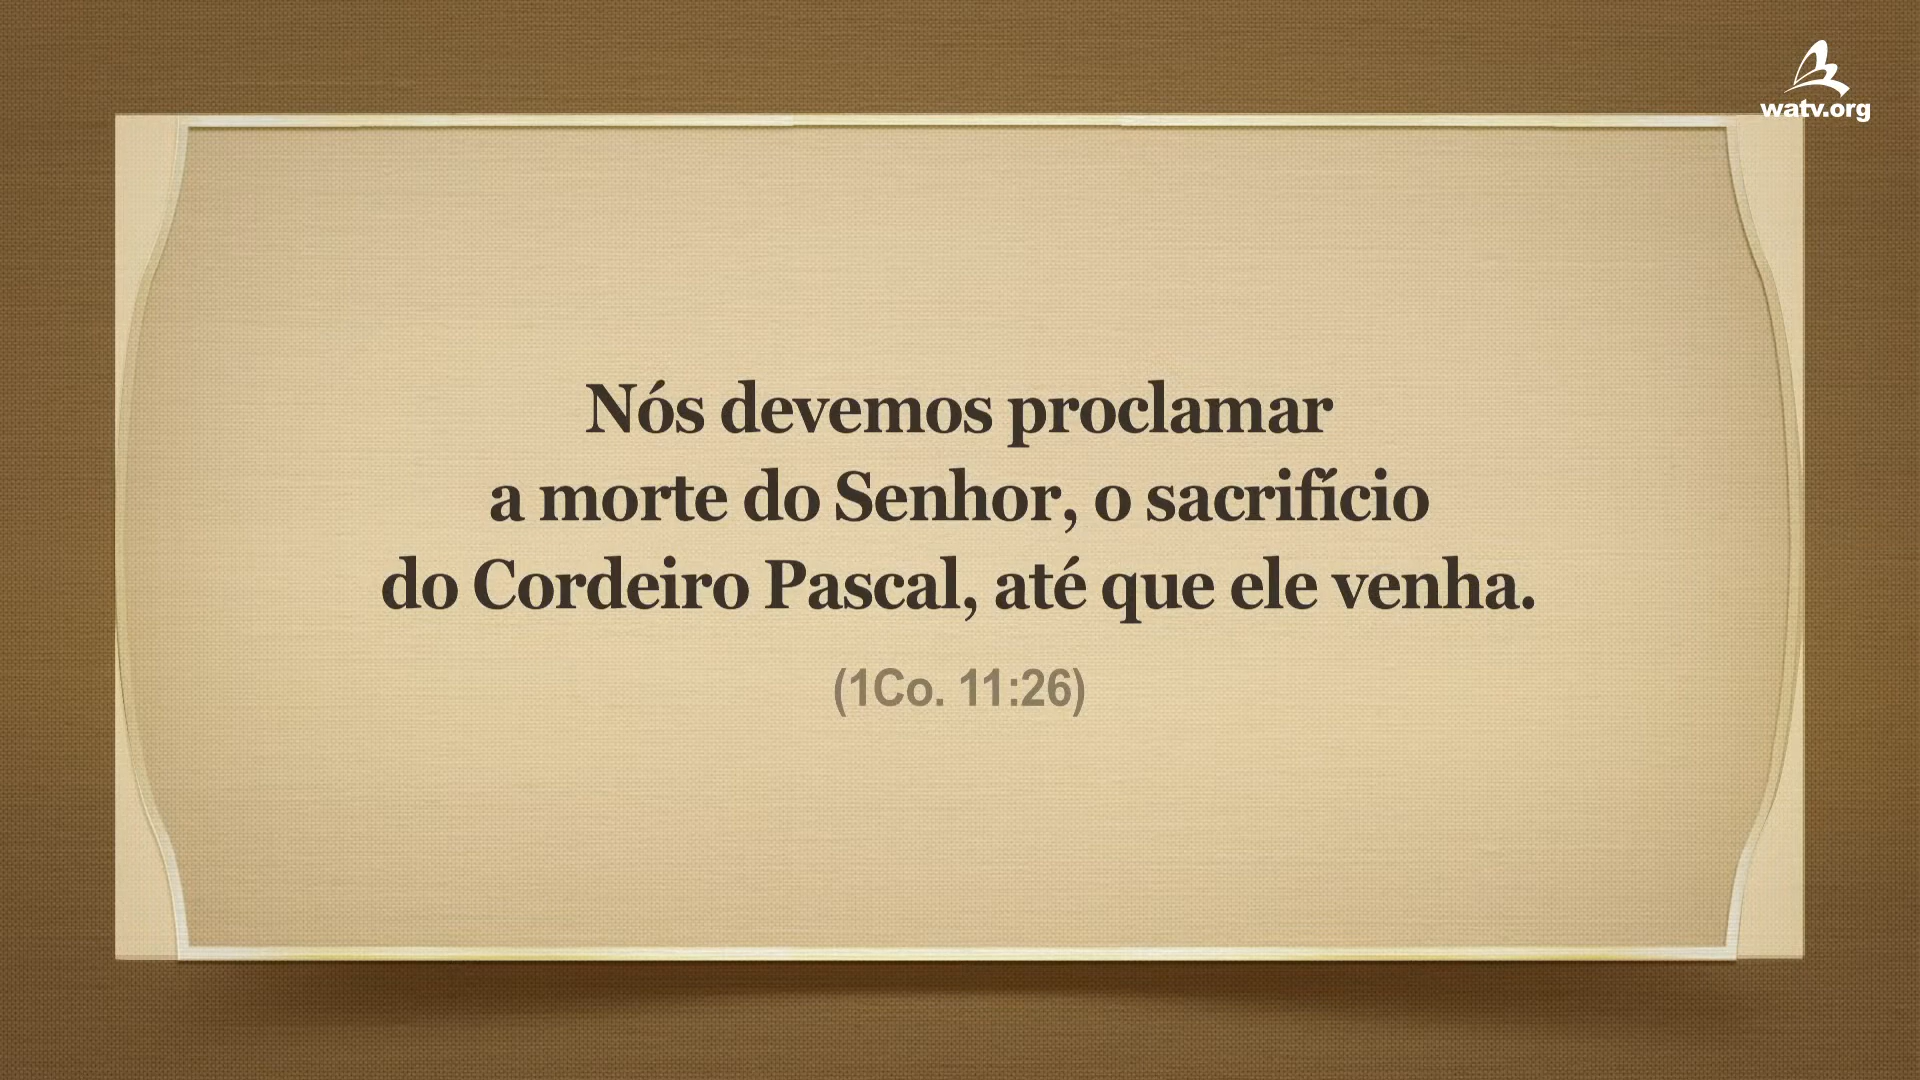 watv.org
Nós devemos proclamar
a morte do Senhor, o sacrifício
do Cordeiro Pascal, até que ele venha.
(1Co. 11:26)